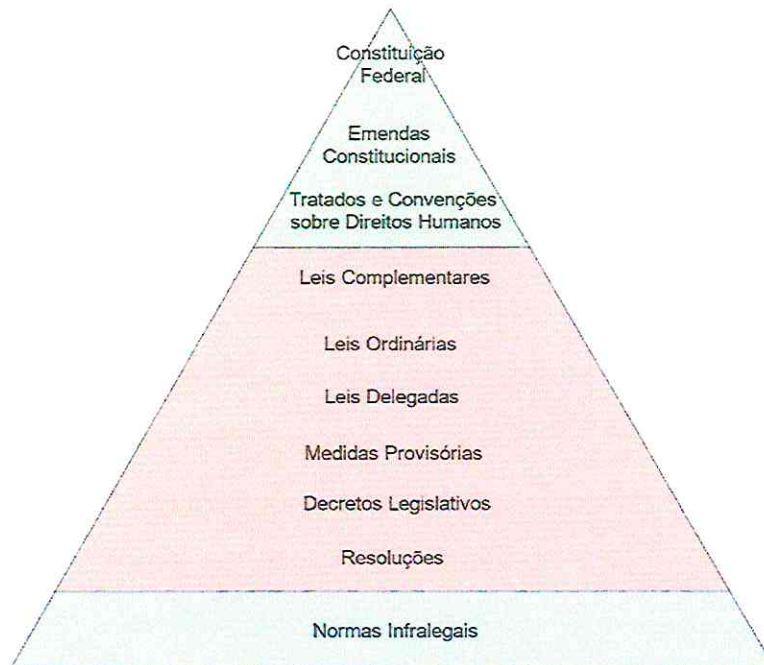 Constituição
Federal
Emendas
Constitucionais
Tratados e Convenções
sobre Direitos Humanos
Leis Complementares
Leis Ordinárias
Leis Delegadas
Medidas Provisórias
Decretos Legislativos
Resoluções
Normas Infralegais